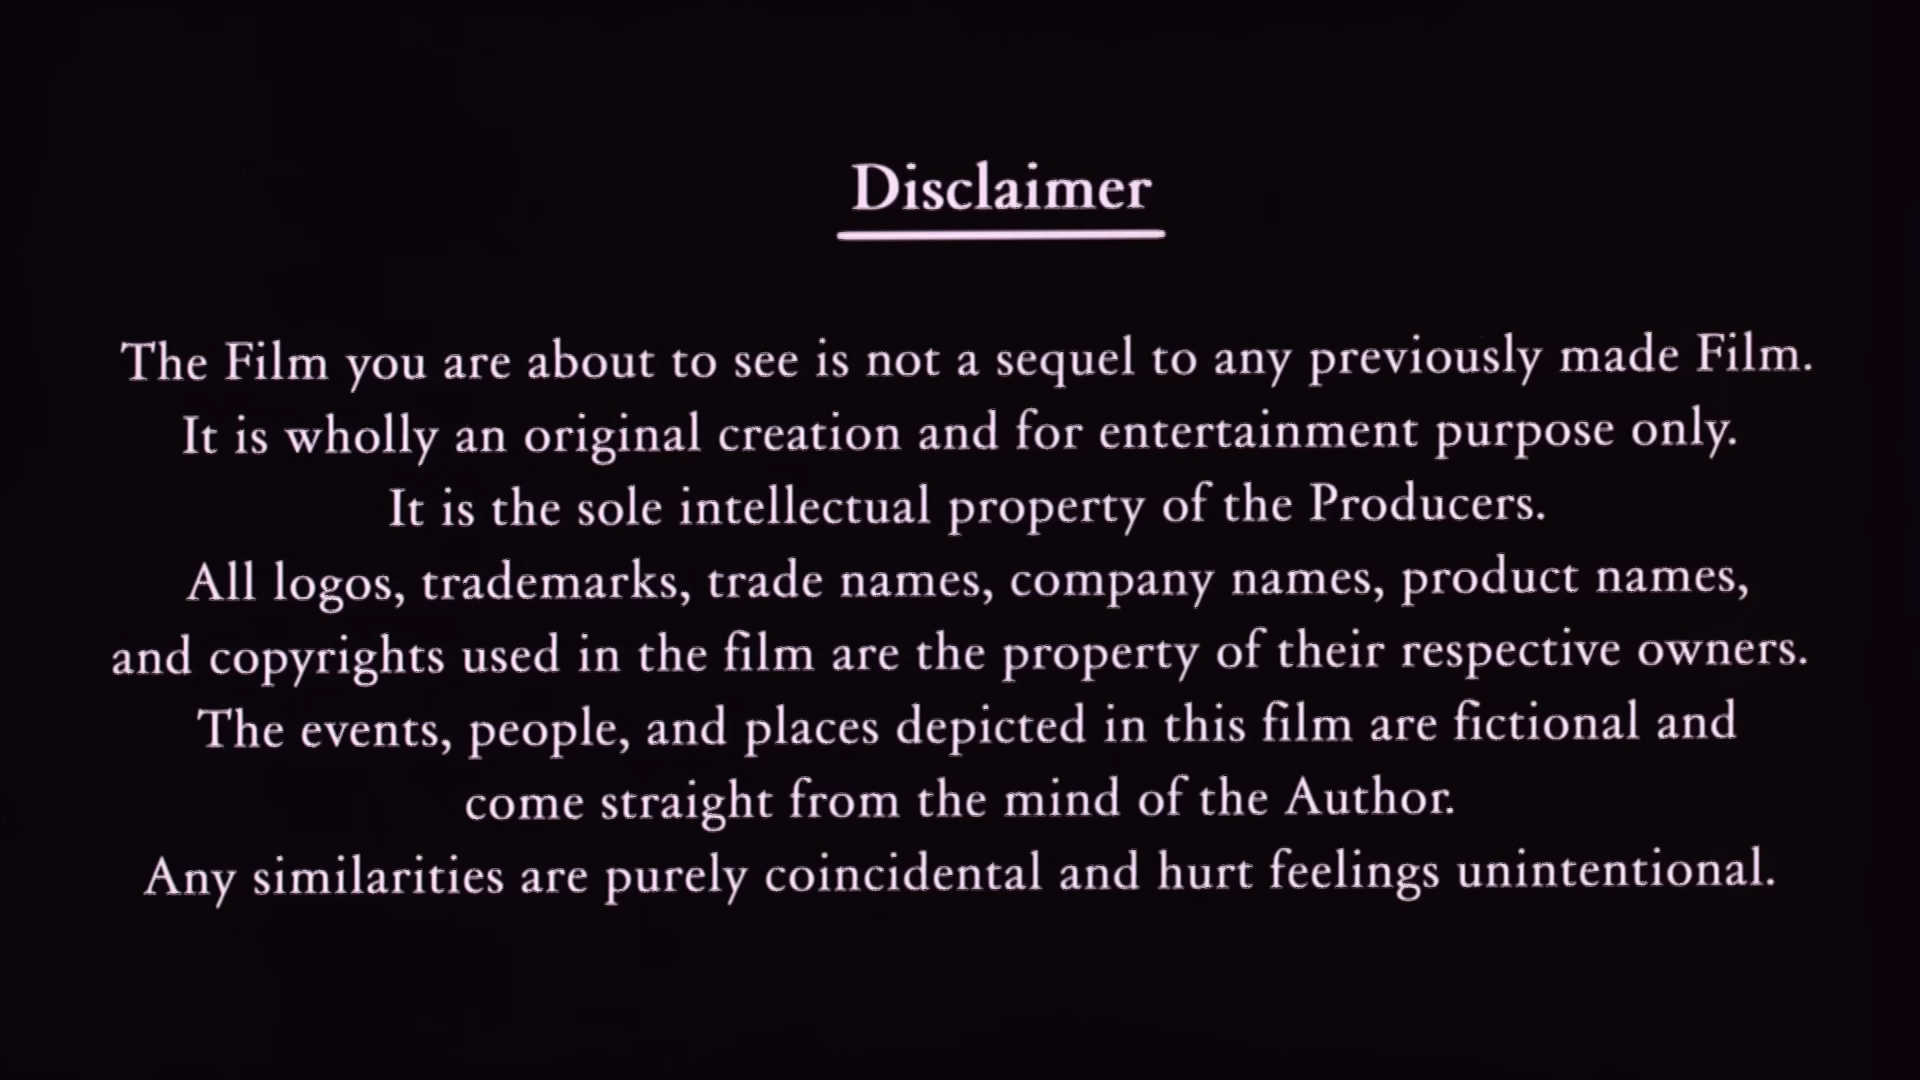 Disclaimer
The Film you are about to see is not a sequel to any previously made Film.
It is wholly an original creation and for entertainment purpose only.
It is the sole intellectual property of the Producers.
All logos, trademarks, trade names, company names, product names,
and copyrights used in the film are the property of their respective owners.
The events, people, and places depicted in this film are fictional and
come straight from the mind of the Author.
Any similarities are purely coincidental and hurt feelings unintentional.